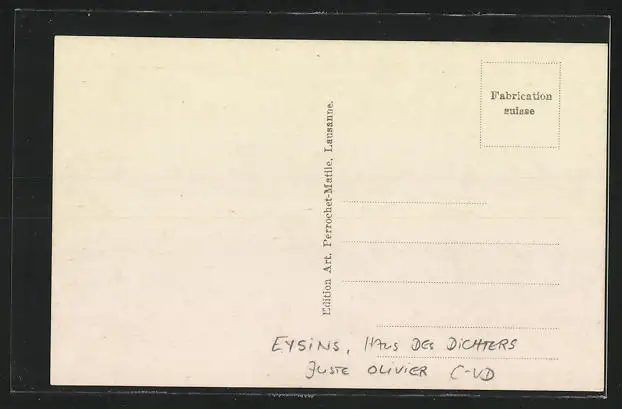 Fabrication
suisse
Edition Art. Perrochet-Matile, Lausanne.
EYSINS, HAUS DES DICHTERS
JUSTE OLIVIER C-VD